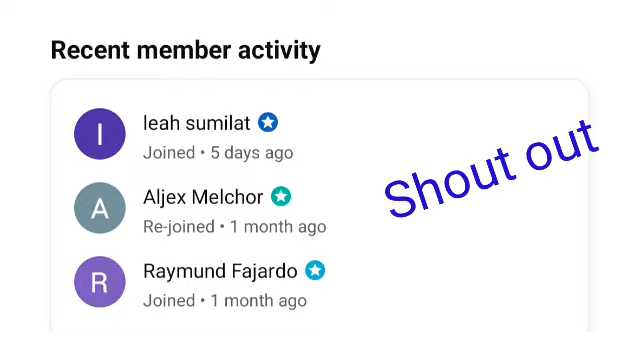 Recent member activity
I
leah sumilat
Joined • 5 days ago
A
Aljex Melchor
Re-joined • 1 month ago
R
Raymund Fajardo
Joined • 1 month ago
Shout out